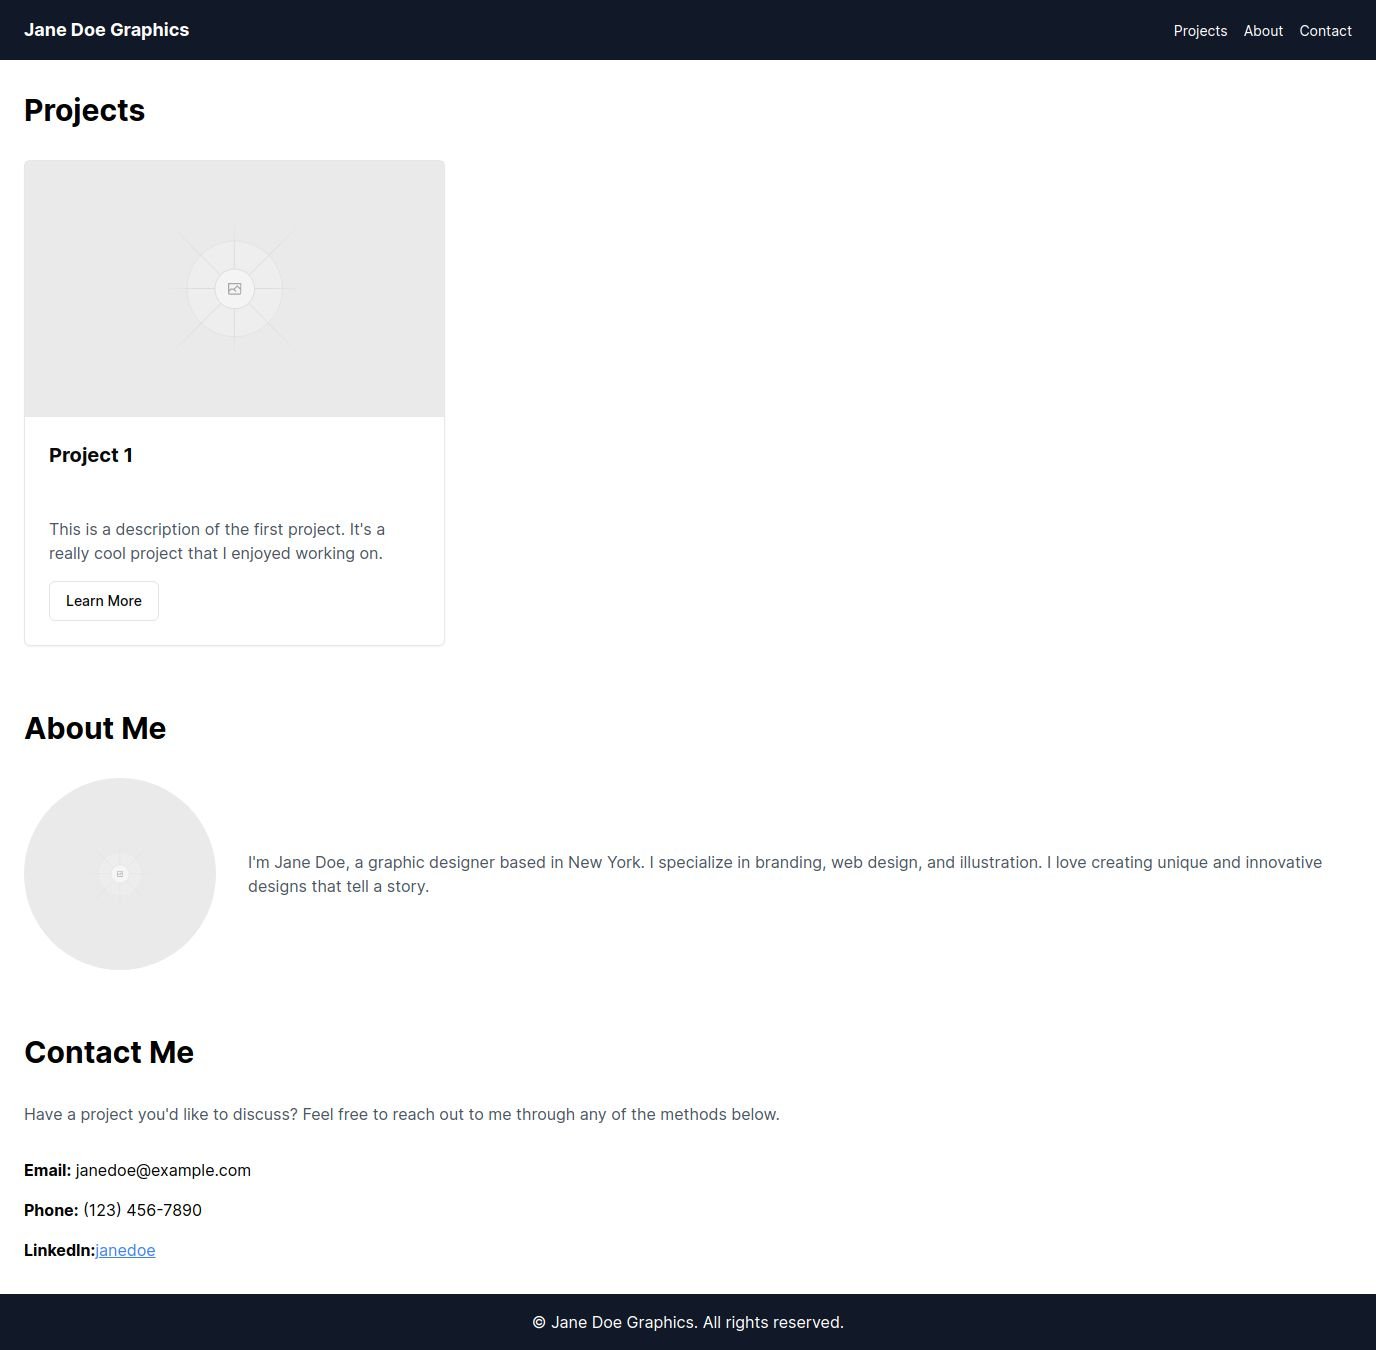 Jane Doe Graphics
Projects About Contact
Projects
Project 1
This is a description of the first project. It's a
really cool project that I enjoyed working on.
Learn More
About Me
I'm Jane Doe, a graphic designer based in New York. I specialize in branding, web design, and illustration. I love creating unique and innovative
designs that tell a story.
Contact Me
Have a project you'd like to discuss? Feel free to reach out to me through any of the methods below.
Email: janedoe@example.com
Phone: (123) 456-7890
LinkedIn:janedoe
© Jane Doe Graphics. All rights reserved.